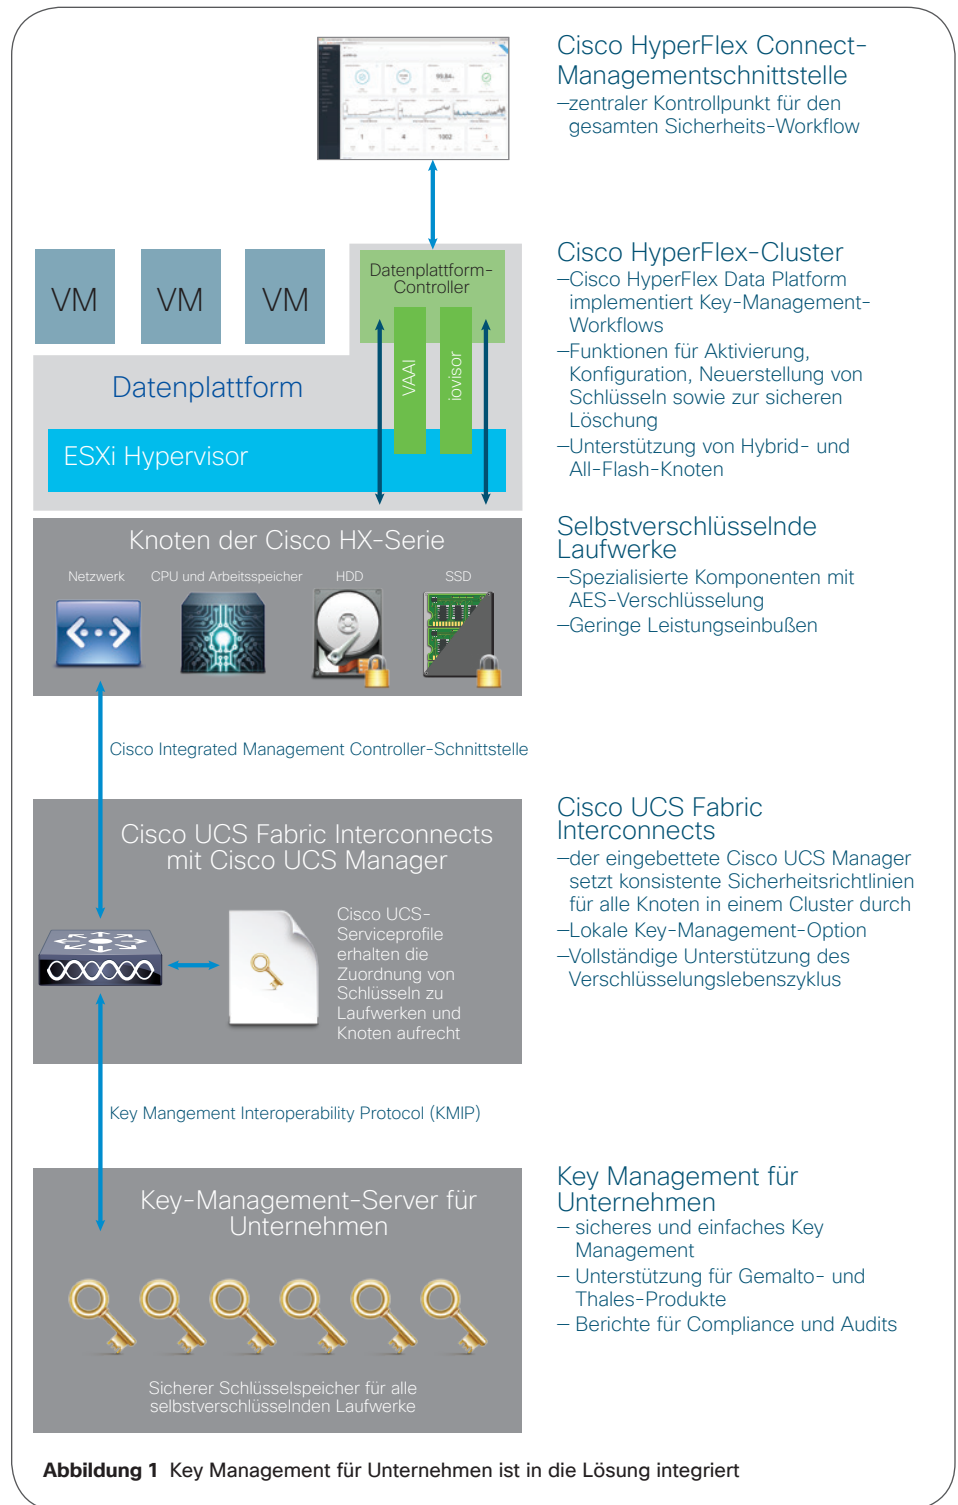 Cisco HyperFlex Connect-
Managementschnittstelle
–zentraler Kontrollpunkt für den
gesamten Sicherheits-Workflow
99.84
1
4
1002
1
VM
VM
VM
Datenplattform-
Controller
VAAI
iovisor
Datenplattform
ESXi Hypervisor
Cisco HyperFlex-Cluster
–Cisco HyperFlex Data Platform
implementiert Key-Management-
Workflows
–Funktionen für Aktivierung,
Konfiguration, Neuerstellung von
Schlüsseln sowie zur sicheren
Löschung
–Unterstützung von Hybrid- und
All-Flash-Knoten
Knoten der Cisco HX-Serie
Netzwerk
CPU und Arbeitsspeicher
HDD
SSD
Selbstverschlüsselnde
Laufwerke
–Spezialisierte Komponenten mit
AES-Verschlüsselung
–Geringe Leistungseinbußen
Cisco Integrated Management Controller-Schnittstelle
Cisco UCS Fabric Interconnects
mit Cisco UCS Manager
Cisco UCS-
Serviceprofile
erhalten die
Zuordnung von
Schlüsseln zu
Laufwerken und
Knoten aufrecht
Cisco UCS Fabric
Interconnects
–der eingebettete Cisco UCS Manager
setzt konsistente Sicherheitsrichtlinien
für alle Knoten in einem Cluster durch
–Lokale Key-Management-Option
–Vollständige Unterstützung des
Verschlüsselungslebenszyklus
Key Mangement Interoperability Protocol (KMIP)
Key-Management-Server für
Unternehmen
Sicherer Schlüsselspeicher für alle
selbstverschlüsselnden Laufwerke
Key Management für
Unternehmen
– sicheres und einfaches Key
Management
– Unterstützung für Gemalto- und
Thales-Produkte
– Berichte für Compliance und Audits
Abbildung 1 Key Management für Unternehmen ist in die Lösung integriert